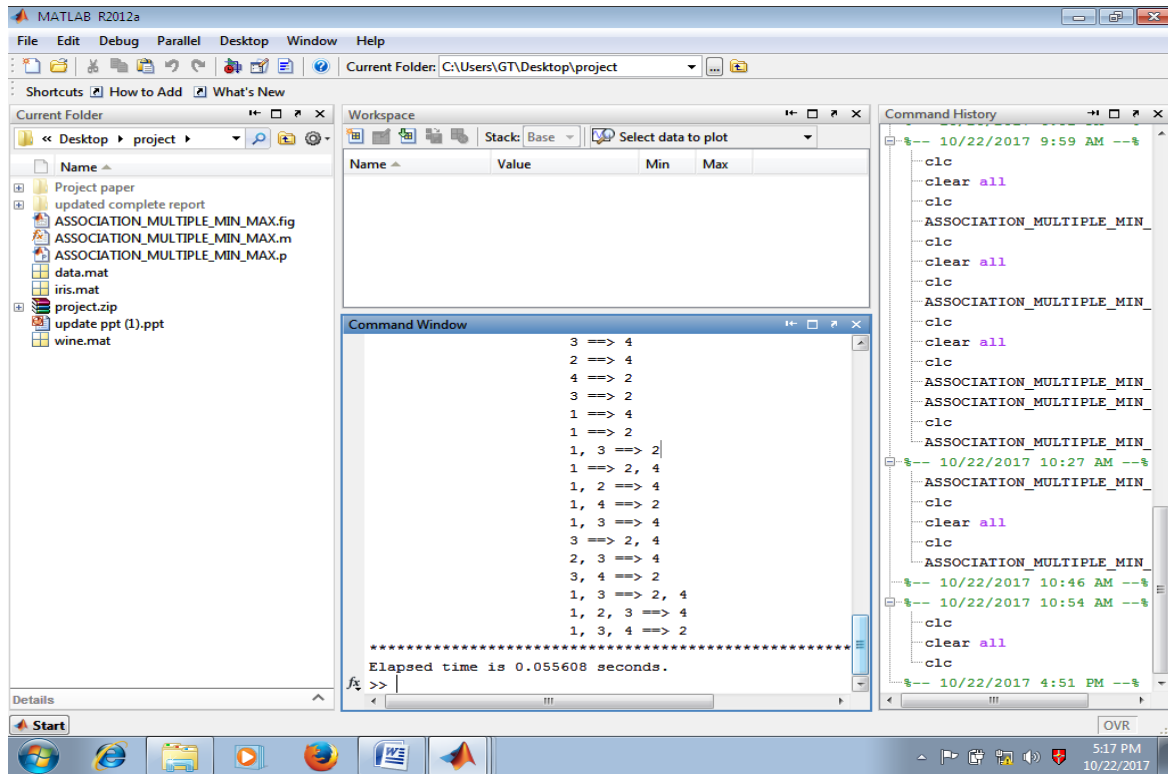 MATLAB R2012a
File Edit Debug Parallel Desktop Window Help
Current Folder: C:\Users\GT\Desktop\project
Shortcuts How to Add What's New
Current Folder
« Desktop project
Name
Project paper
updated complete report
ASSOCIATION_MULTIPLE_MIN_MAX.fig
ASSOCIATION_MULTIPLE_MIN_MAX.m
ASSOCIATION_MULTIPLE_MIN_MAX.p
data.mat
iris.mat
project.zip
update ppt (1).ppt
wine.mat
Details
Workspace
Stack: Base Select data to plot
Name Value Min Max
Command Window
3 ==> 4
2 ==> 4
4 ==> 2
3 ==> 2
1 ==> 4
1 ==> 2
1, 3 ==> 2
1 ==> 2, 4
1, 2 ==> 4
1, 4 ==> 2
1, 3 ==> 4
3 ==> 2, 4
2, 3 ==> 4
3, 4 ==> 2
1, 3 ==> 2, 4
1, 2, 3 ==> 4
1, 3, 4 ==> 2
*******************************************************
Elapsed time is 0.055608 seconds.
fx >>
Command History
%-- 10/22/2017 9:59 AM --%
clc
clear all
clc
ASSOCIATION_MULTIPLE_MIN_
clc
clear all
clc
ASSOCIATION_MULTIPLE_MIN_
clc
clear all
clc
ASSOCIATION_MULTIPLE_MIN_
ASSOCIATION_MULTIPLE_MIN_
clc
ASSOCIATION_MULTIPLE_MIN_
%-- 10/22/2017 10:27 AM --%
ASSOCIATION_MULTIPLE_MIN_
clc
clear all
clc
ASSOCIATION_MULTIPLE_MIN_
%-- 10/22/2017 10:46 AM --%
%-- 10/22/2017 10:54 AM --%
clc
clear all
clc
%-- 10/22/2017 4:51 PM --%
Start
OVR
5:17 PM
10/22/2017